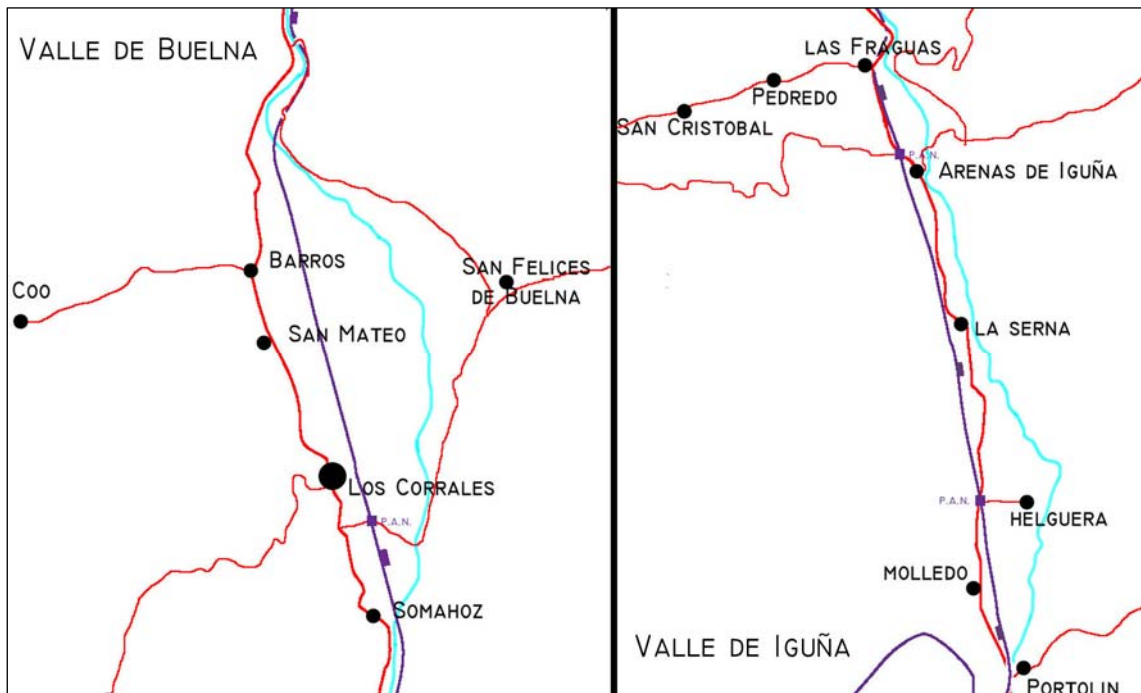 VALLE DE BUELNA
BARROS
COO
SAN FELICES
DE BUELNA
SAN MATEO
LOS CORRALES
P.A.N.
SOMAHOZ
LAS FRAGUAS
PEDREDO
SAN CRISTOBAL
P.A.N.
ARENAS DE IGUÑA
LA SERNA
P.A.N.
HELGUERA
MOLLEDO
VALLE DE IGUÑA
PORTOLIN